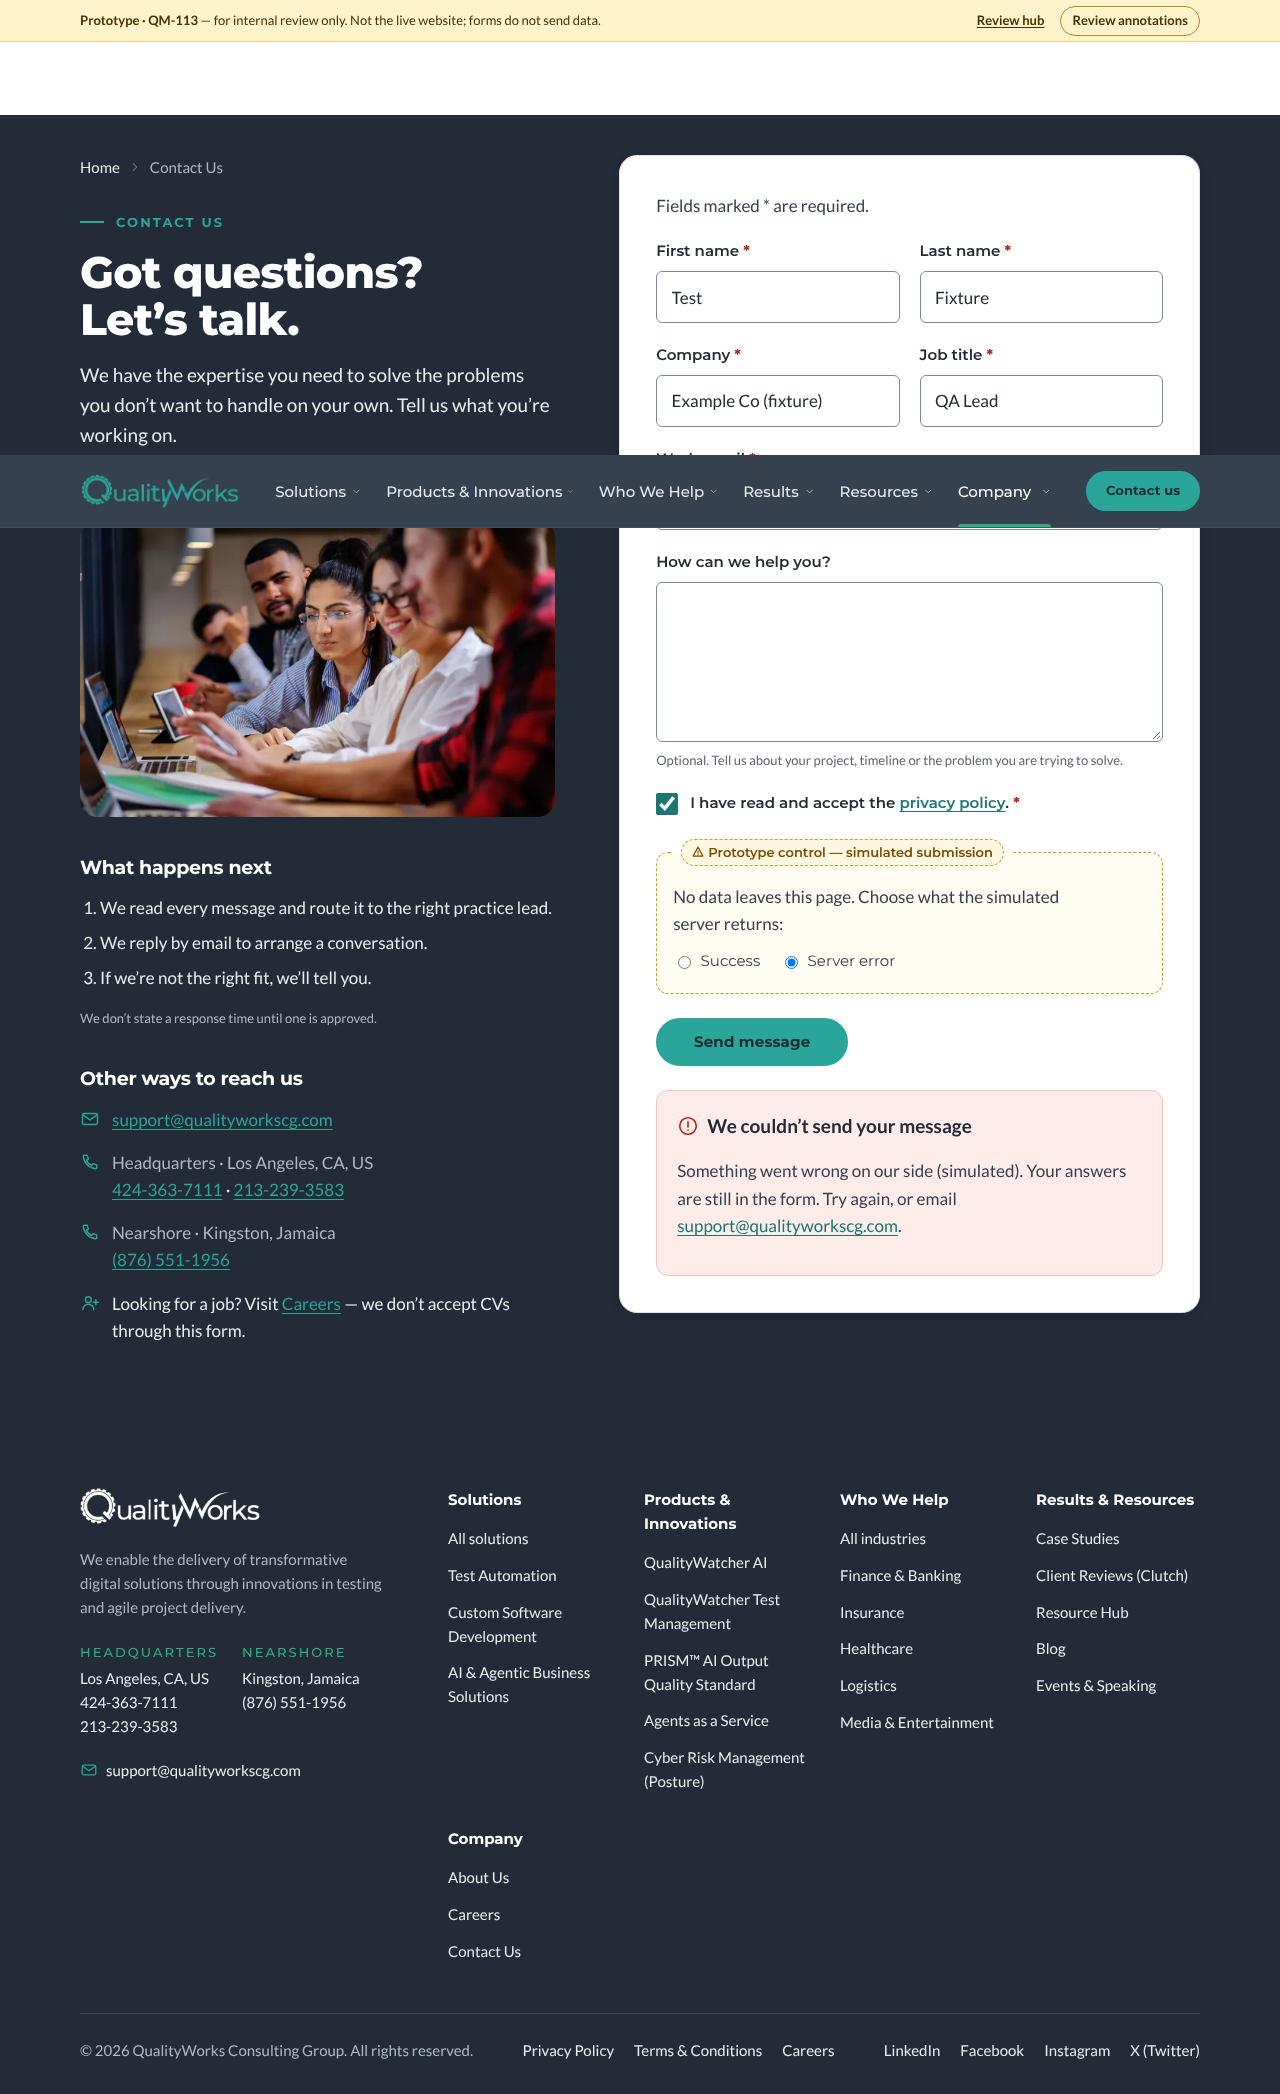 Prototype · QM-113 — for internal review only. Not the live website; forms do not send data.
Review hub
Review annotations
Home > Contact Us
CONTACT US
Got questions?
Let’s talk.
We have the expertise you need to solve the problems
you don’t want to handle on your own. Tell us what you’re
working on.
Fields marked * are required.
First name *
Last name *
Test
Fixture
Company *
Job title *
Example Co (fixture)
QA Lead
QualityWorks
Solutions
Products & Innovations
Who We Help
Results
Resources
Company
Contact us
How can we help you?
Optional. Tell us about your project, timeline or the problem you are trying to solve.
I have read and accept the privacy policy. *
Prototype control — simulated submission
No data leaves this page. Choose what the simulated
server returns:
Success
Server error
Send message
We couldn’t send your message
Something went wrong on our side (simulated). Your answers
are still in the form. Try again, or email
support@qualityworkscg.com.
What happens next
1. We read every message and route it to the right practice lead.
2. We reply by email to arrange a conversation.
3. If we’re not the right fit, we’ll tell you.
We don’t state a response time until one is approved.
Other ways to reach us
support@qualityworkscg.com
Headquarters · Los Angeles, CA, US
424-363-7111 · 213-239-3583
Nearshore · Kingston, Jamaica
(876) 551-1956
Looking for a job? Visit Careers — we don’t accept CVs
through this form.
QualityWorks
We enable the delivery of transformative
digital solutions through innovations in testing
and agile project delivery.
HEADQUARTERS
Los Angeles, CA, US
424-363-7111
213-239-3583
NEARSHORE
Kingston, Jamaica
(876) 551-1956
support@qualityworkscg.com
Solutions
All solutions
Test Automation
Custom Software
Development
AI & Agentic Business
Solutions
Products &
Innovations
QualityWatcher AI
QualityWatcher Test
Management
PRISM™ AI Output
Quality Standard
Agents as a Service
Cyber Risk Management
(Posture)
Who We Help
All industries
Finance & Banking
Insurance
Healthcare
Logistics
Media & Entertainment
Results & Resources
Case Studies
Client Reviews (Clutch)
Resource Hub
Blog
Events & Speaking
Company
About Us
Careers
Contact Us
© 2026 QualityWorks Consulting Group. All rights reserved.
Privacy Policy
Terms & Conditions
Careers
LinkedIn
Facebook
Instagram
X (Twitter)